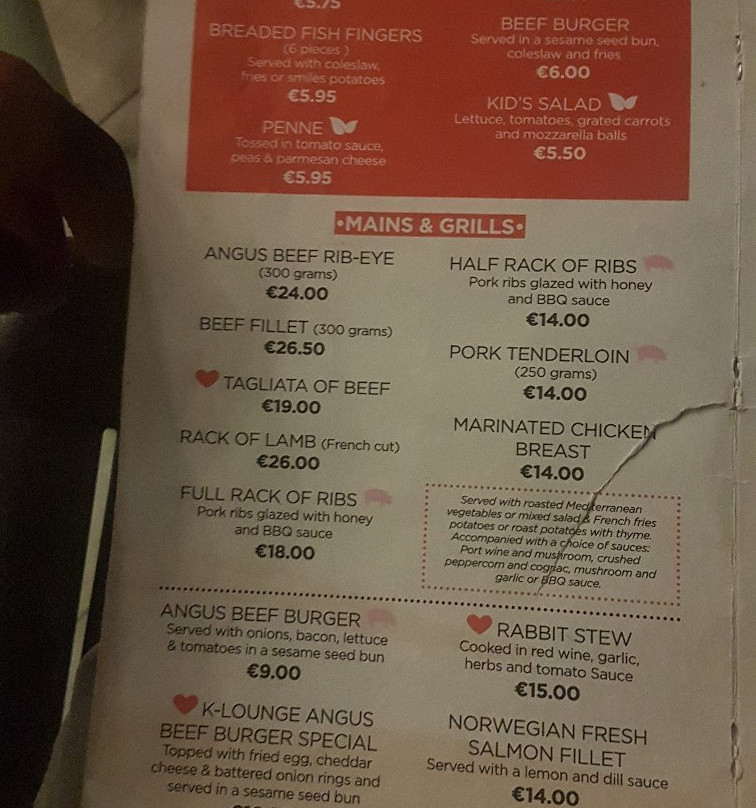 €5.75
BREADED FISH FINGERS
(6 pieces )
Served with coleslaw,
fries or smiles potatoes
€5.95
PENNE
Tossed in tomato sauce,
peas & parmesan cheese
€5.95
BEEF BURGER
Served in a sesame seed bun,
coleslaw and fries
€6.00
KID'S SALAD
Lettuce, tomatoes, grated carrots
and mozzarella balls
€5.50
•MAINS & GRILLS•
ANGUS BEEF RIB-EYE
(300 grams)
€24.00
BEEF FILLET (300 grams)
€26.50
TAGLIATA OF BEEF
€19.00
RACK OF LAMB (French cut)
€26.00
FULL RACK OF RIBS
Pork ribs glazed with honey
and BBQ sauce
€18.00
HALF RACK OF RIBS
Pork ribs glazed with honey
and BBQ sauce
€14.00
PORK TENDERLOIN
(250 grams)
€14.00
MARINATED CHICKEN
BREAST
€14.00
Served with roasted Mediterranean
vegetables or mixed salad & French fries
potatoes or roast potatoes with thyme.
Accompanied with a choice of sauces:
Port wine and mushroom, crushed
peppercorn and cognac, mushroom and
garlic or BBQ sauce.
ANGUS BEEF BURGER
Served with onions, bacon, lettuce
& tomatoes in a sesame seed bun
€9.00
K-LOUNGE ANGUS
BEEF BURGER SPECIAL
Topped with fried egg, cheddar
cheese & battered onion rings and
served in a sesame seed bun
RABBIT STEW
Cooked in red wine, garlic,
herbs and tomato Sauce
€15.00
NORWEGIAN FRESH
SALMON FILLET
Served with a lemon and dill sauce
€14.00